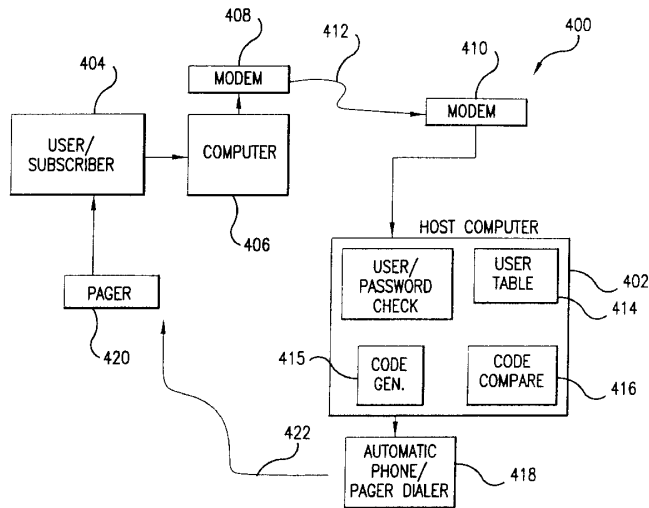 408
412
410
400
404
MODEM
MODEM
USER/
SUBSCRIBER
COMPUTER
406
HOST COMPUTER
USER/
PASSWORD
CHECK
USER
TABLE
402
414
PAGER
420
415
CODE
GEN.
CODE
COMPARE
416
422
AUTOMATIC
PHONE/
PAGER DIALER
418